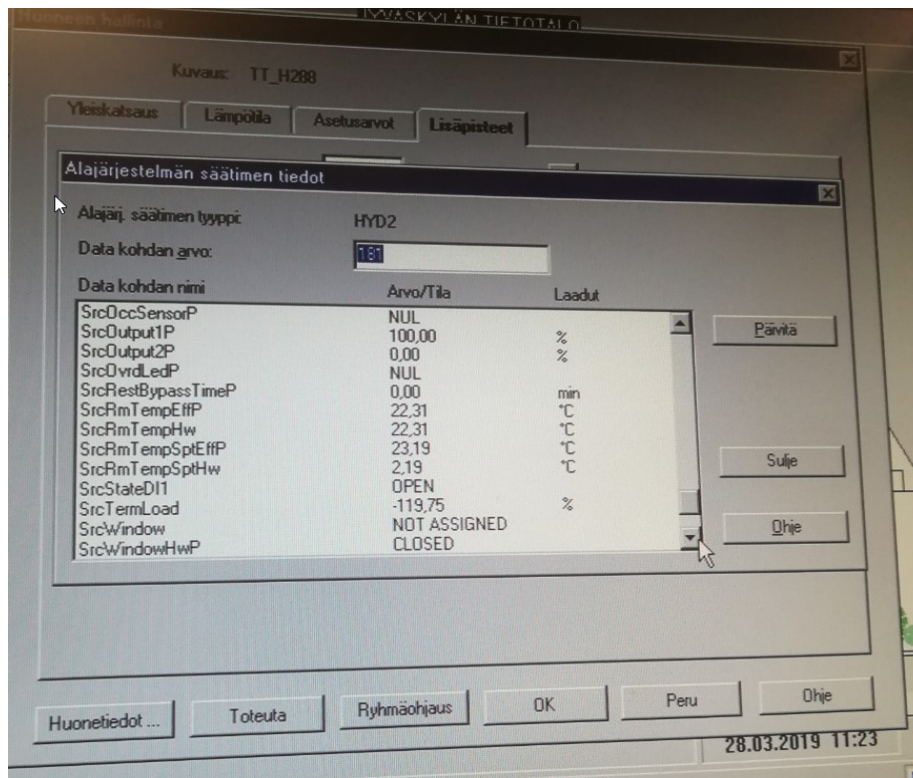 Huoneen hallinta
JYVÄSKYLÄN TIETOTALO
Kuvaus: TT_H288
Yleiskatsaus Lämpötila Asetusarvot Lisäpisteet
Alajärjestelmän säätimen tiedot
Alajärj. säätimen tyyppi: HYD2
Data kohdan arvo: 181
Data kohdan nimi Arvo/Tila Laadut
SrcOccSensorP NUL
SrcOutput1P 100,00 %
SrcOutput2P 0,00 %
SrcOvrdLedP NUL
SrcRestBypassTimeP 0,00 min
SrcRmTempEffP 22,31 °C
SrcRmTempHw 22,31 °C
SrcRmTempSptEffP 23,19 °C
SrcRmTempSptHw 2,19 °C
SrcStateDI1 OPEN
SrcTermLoad -119,75 %
SrcWindow NOT ASSIGNED
SrcWindowHwP CLOSED
Päivitä
Sulje
Ohje
Huonetiedot ... Toteuta Ryhmäohjaus OK Peru Ohje
28.03.2019 11:23